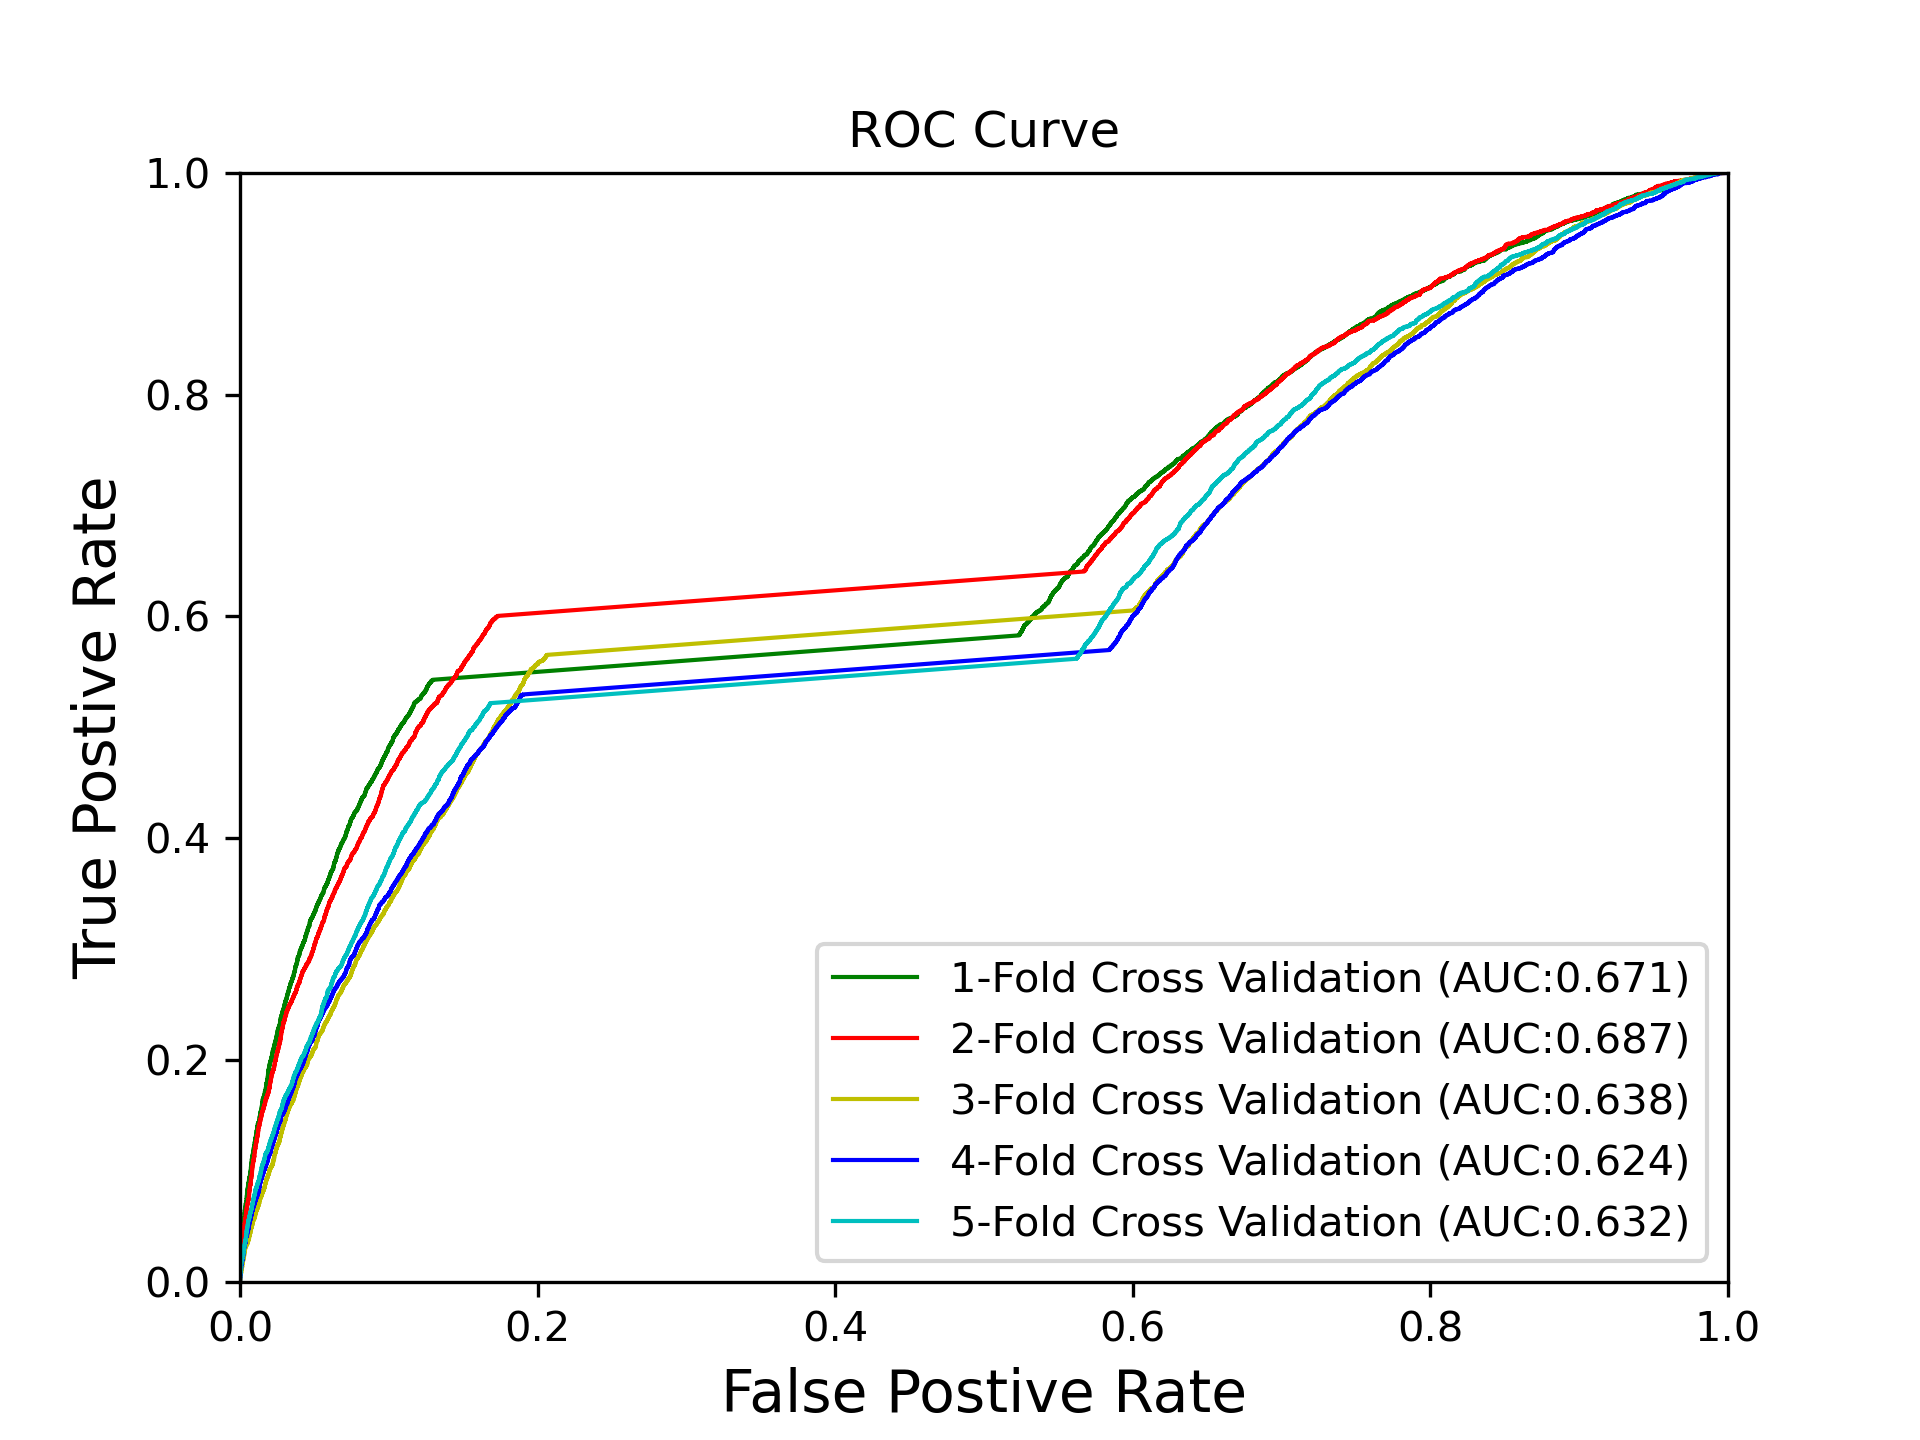 ROC Curve
1.0
0.8
0.6
0.4
0.2
0.0
True Postive Rate
1-Fold Cross Validation (AUC:0.671)
2-Fold Cross Validation (AUC:0.687)
3-Fold Cross Validation (AUC:0.638)
4-Fold Cross Validation (AUC:0.624)
5-Fold Cross Validation (AUC:0.632)
0.0 0.2 0.4 0.6 0.8 1.0
False Postive Rate